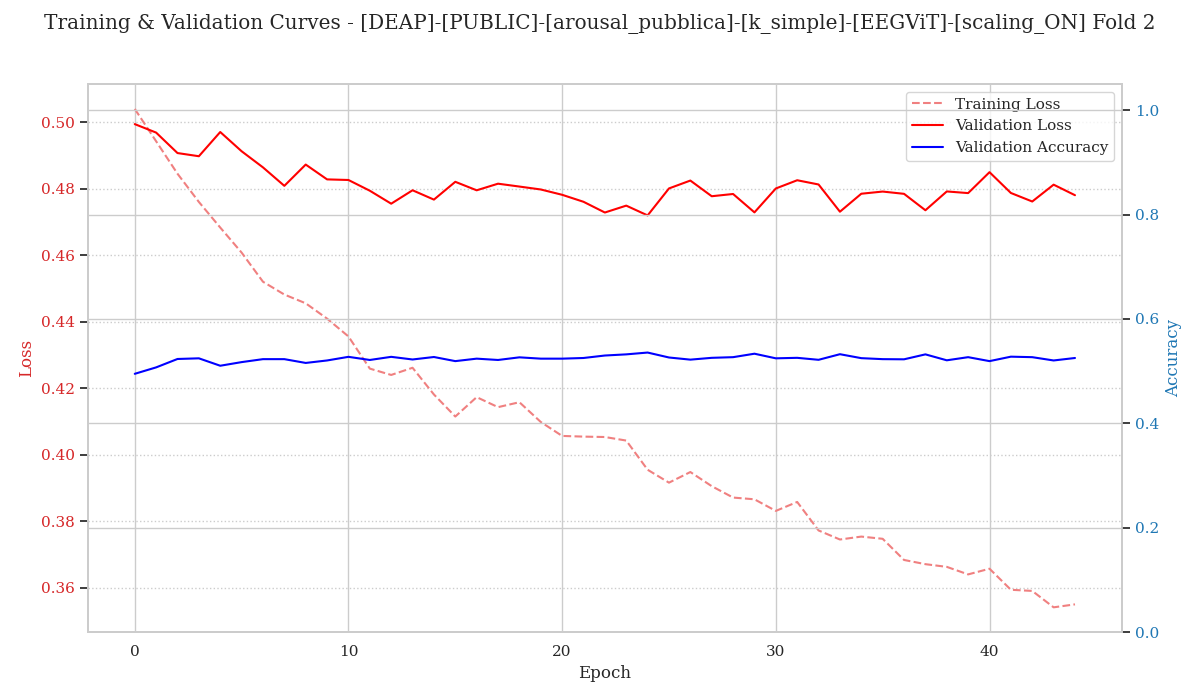 Training & Validation Curves - [DEAP]-[PUBLIC]-[arousal_pubblica]-[k_simple]-[EEGViT]-[scaling_ON] Fold 2
Training Loss
Validation Loss
Validation Accuracy
0.50
0.48
0.46
0.44
0.42
0.40
0.38
0.36
Loss
1.0
0.8
0.6
0.4
0.2
0.0
Accuracy
0 10 20 30 40
Epoch